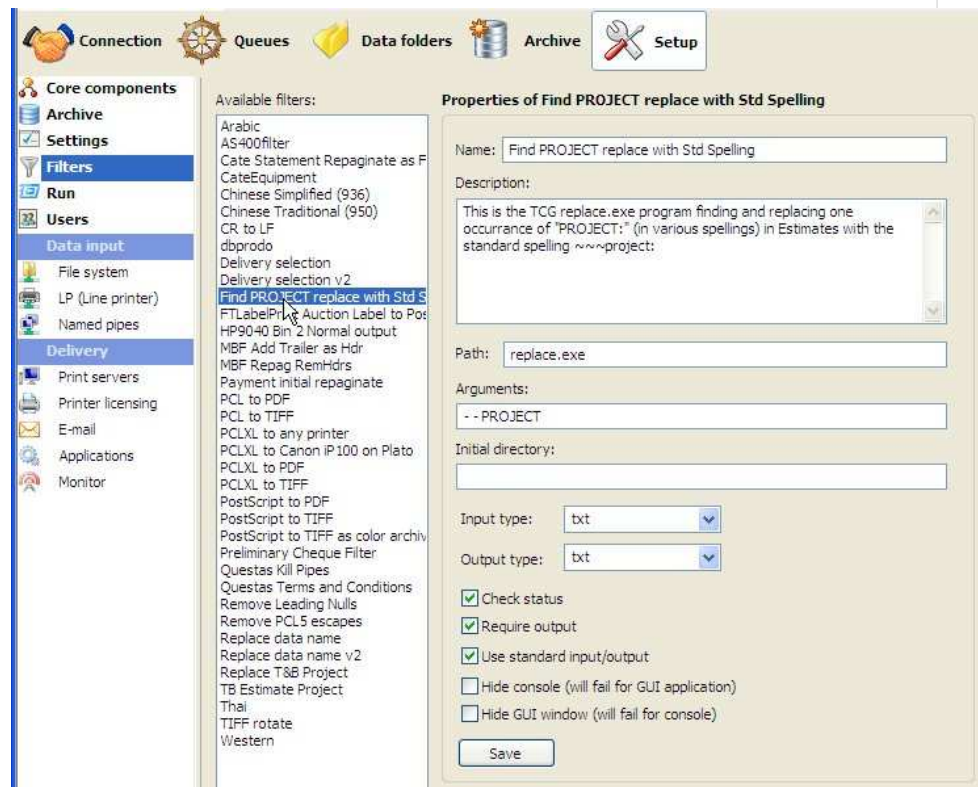 Connection
Queues
Data folders
Archive
Setup
Core components
Archive
Settings
Filters
Run
Users
Data input
File system
LP (Line printer)
Named pipes
Delivery
Print servers
Printer licensing
E-mail
Applications
Monitor
Available filters:
Arabic
AS400filter
Cate Statement Repaginate as F
CateEquipment
Chinese Simplified (936)
Chinese Traditional (950)
CR to LF
dbprodo
Delivery selection
Delivery selection v2
Find PROJECT replace with Std S
Auction Label to Pos
HP9040 Bin 2 Normal output
MBF Add Trailer as Hdr
MBF Repag RemHdrs
Payment initial repaginate
PCL to PDF
PCL to TIFF
PCLXL to any printer
PCLXL to Canon iP100 on Plato
PCLXL to PDF
PCLXL to TIFF
PostScript to PDF
PostScript to TIFF
PostScript to TIFF as color archiv
Preliminary Cheque Filter
Questas Kill Pipes
Questas Terms and Conditions
Remove Leading Nulls
Remove PCL5 escapes
Replace data name
Replace data name v2
Replace T&B Project
TB Estimate Project
Thai
TIFF rotate
Western
Properties of Find PROJECT replace with Std Spelling
Name: Find PROJECT replace with Std Spelling
Description:
This is the TCG replace.exe program finding and replacing one
occurrance of "PROJECT:" (in various spellings) in Estimates with the
standard spelling ~~~project:
Path: replace.exe
Arguments:
- - PROJECT
Initial directory:
Input type: txt
Output type: txt
Check status
Require output
Use standard input/output
Hide console (will fail for GUI application)
Hide GUI window (will fail for console)
Save